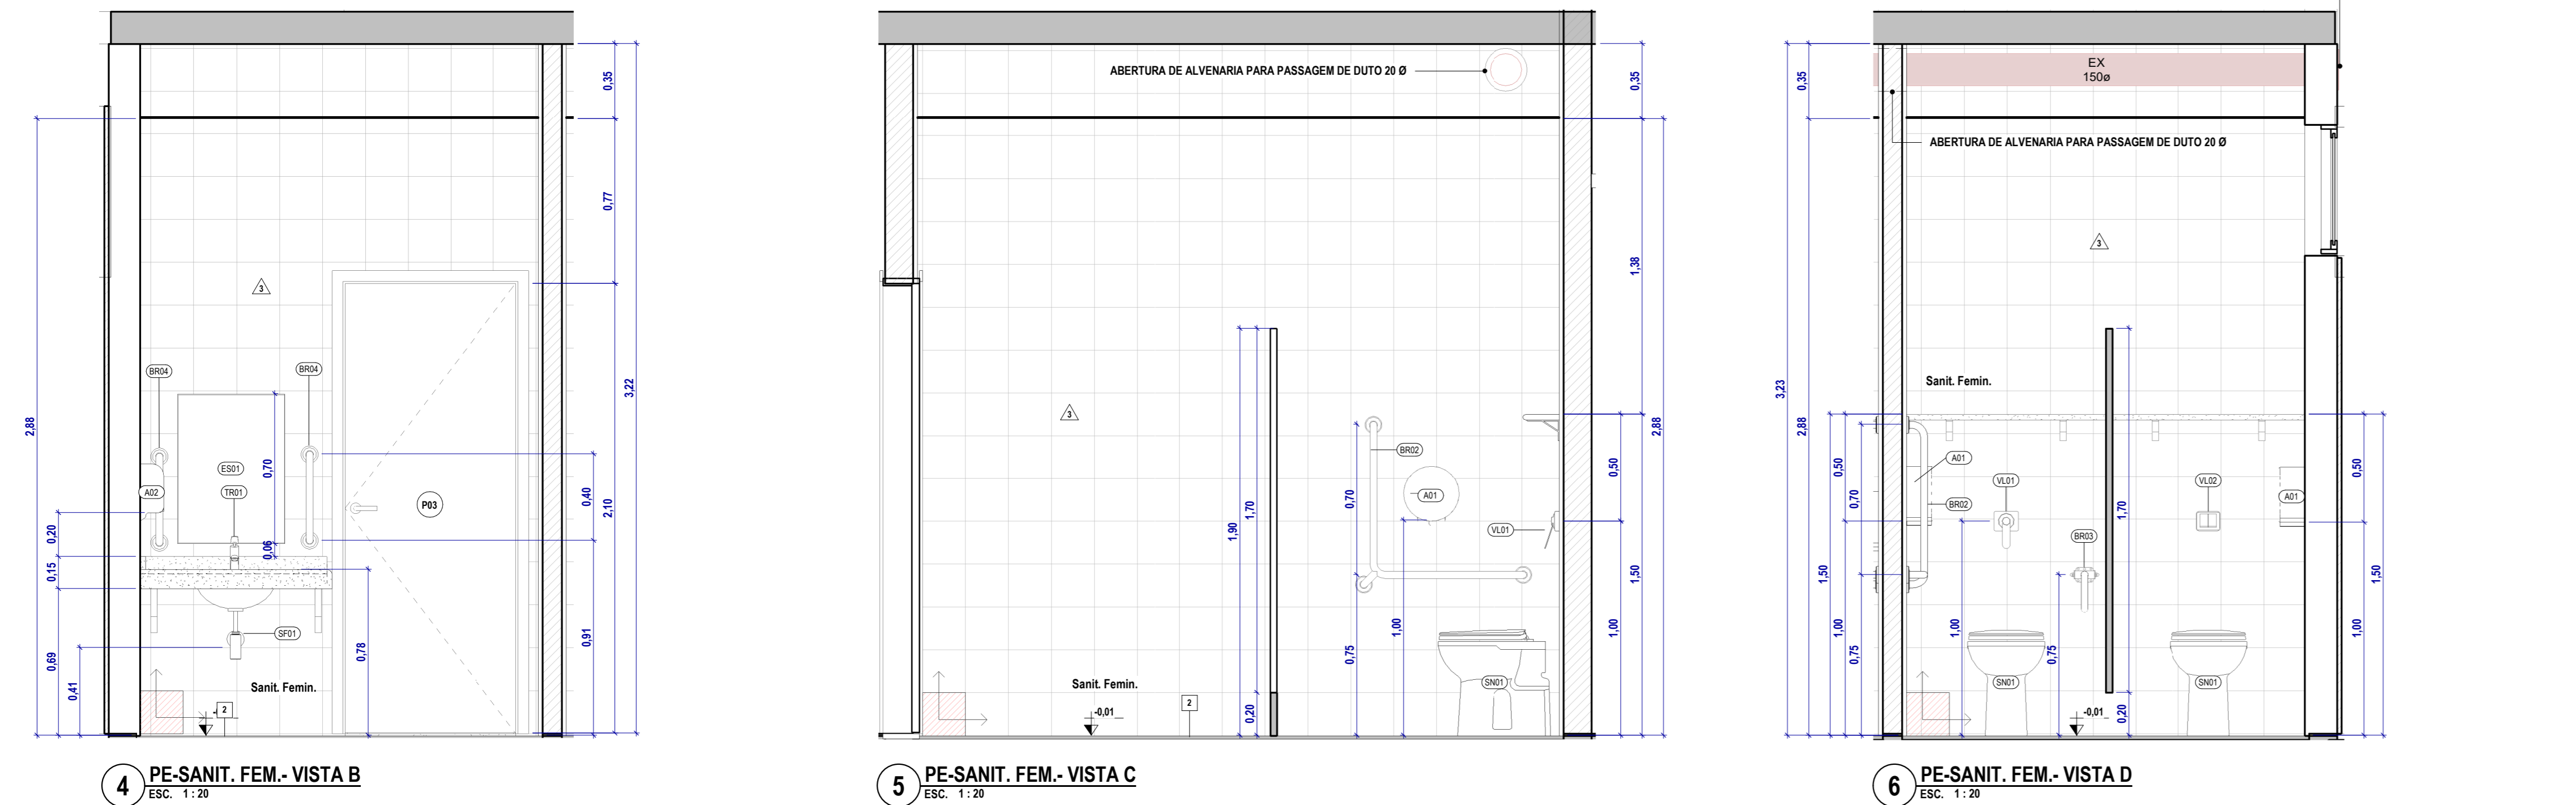 0,35
0,77
2,10
3,22
2,88
BR04
BR04
ES01
TR01
A02
0,70
0,06
P03
0,40
0,91
0,20
0,15
0,69
0,41
0,78
SF01
3
Sanit. Femin.
2
4
PE-SANIT. FEM.- VISTA B
ESC. 1 : 20
ABERTURA DE ALVENARIA PARA PASSAGEM DE DUTO 20 Ø
0,35
1,38
2,88
0,50
1,50
1,00
3
1,90
1,70
0,20
BR02
A01
VL01
0,70
0,75
1,00
SN01
Sanit. Femin.
-0,01
2
5
PE-SANIT. FEM.- VISTA C
ESC. 1 : 20
EX
150ø
ABERTURA DE ALVENARIA PARA PASSAGEM DE DUTO 20 Ø
0,35
3,23
2,88
3
Sanit. Femin.
A01
BR02
VL01
BR03
VL02
A01
0,50
0,70
1,50
1,00
0,75
1,00
0,75
1,70
0,20
0,50
1,50
1,00
SN01
SN01
-0,01
6
PE-SANIT. FEM.- VISTA D
ESC. 1 : 20